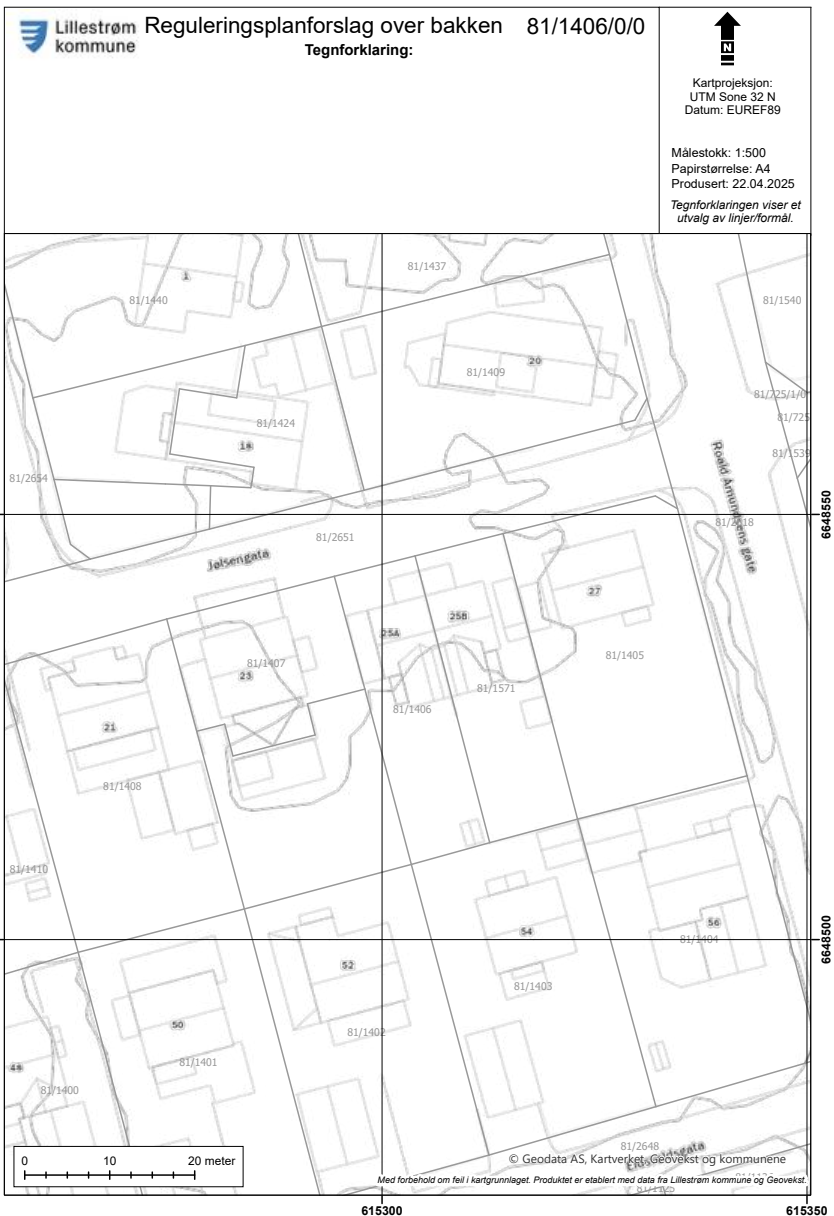 Lillestrøm
kommune
Reguleringsplanforslag over bakken 81/1406/0/0
Tegnforklaring:
N
Kartprojeksjon:
UTM Sone 32 N
Datum: EUREF89
Målestokk: 1:500
Papirstørrelse: A4
Produsert: 22.04.2025
Tegnforklaringen viser et
utvalg av linjer/formål.
81/1437
1
81/1440
81/1540
20
81/1409
81/725/1/0
81/725
81/1424
18
81/1539
81/2654
Roald Amundsens gate
6648550
81/2651
Jølsengata
27
25B
25A
81/1407
23
81/1405
81/1571
81/1406
21
81/1408
81/1410
56
54
81/1404
6648500
52
81/1403
50
81/1402
81/1401
48
81/1400
81/2648
Eidsvoldsgata
0 10 20 meter
© Geodata AS, Kartverket, Geovekst og kommunene
Med forbehold om feil i kartgrunnlaget. Produktet er etablert med data fra Lillestrøm kommune og Geovekst.
615300
615350